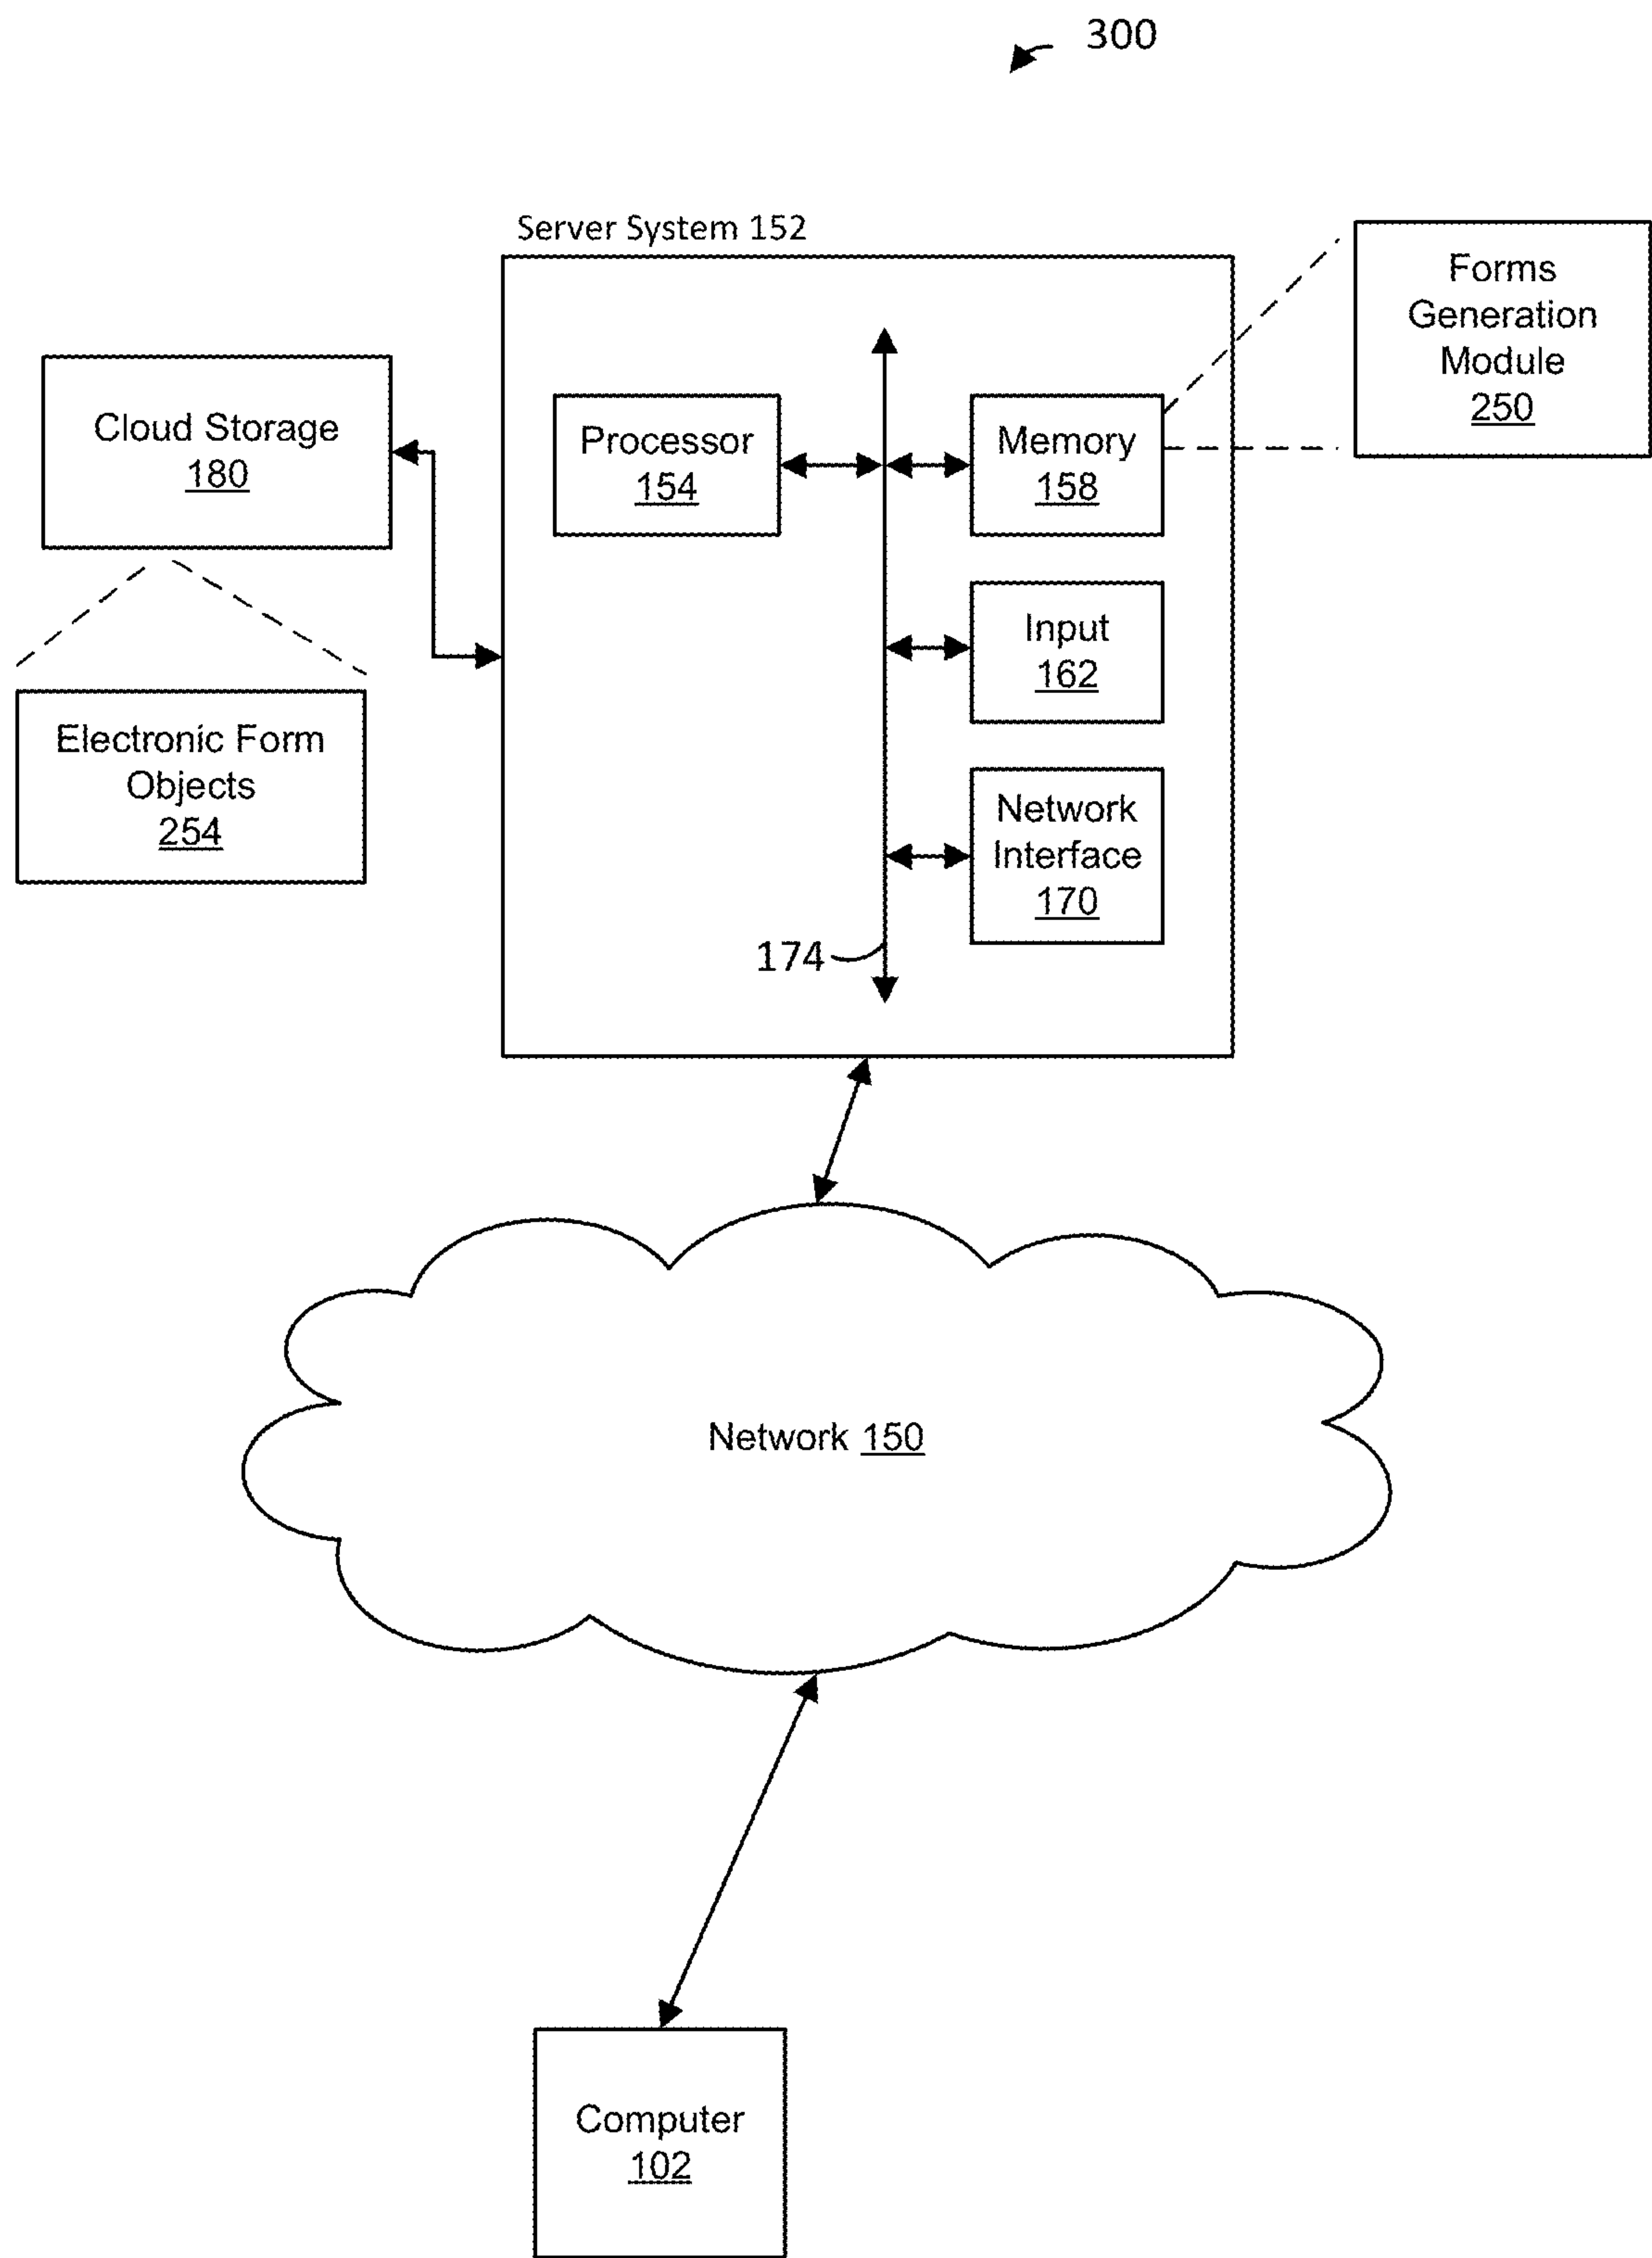 300
Server System 152
Forms
Generation
Module
250
Cloud Storage
180
Processor
154
Memory
158
Input
162
Electronic Form
Objects
254
Network
Interface
170
174
Network 150
Computer
102